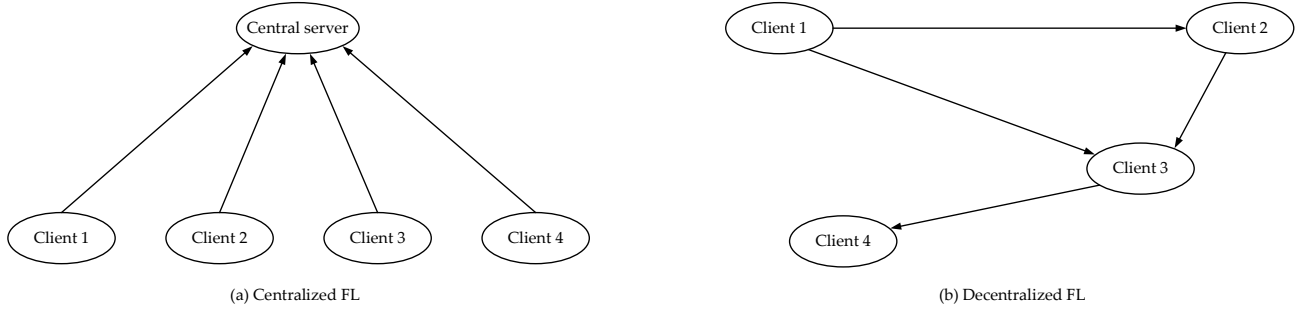 Central server
Client 1
Client 2
Client 3
Client 4
(a) Centralized FL
Client 1
Client 2
Client 3
Client 4
(b) Decentralized FL